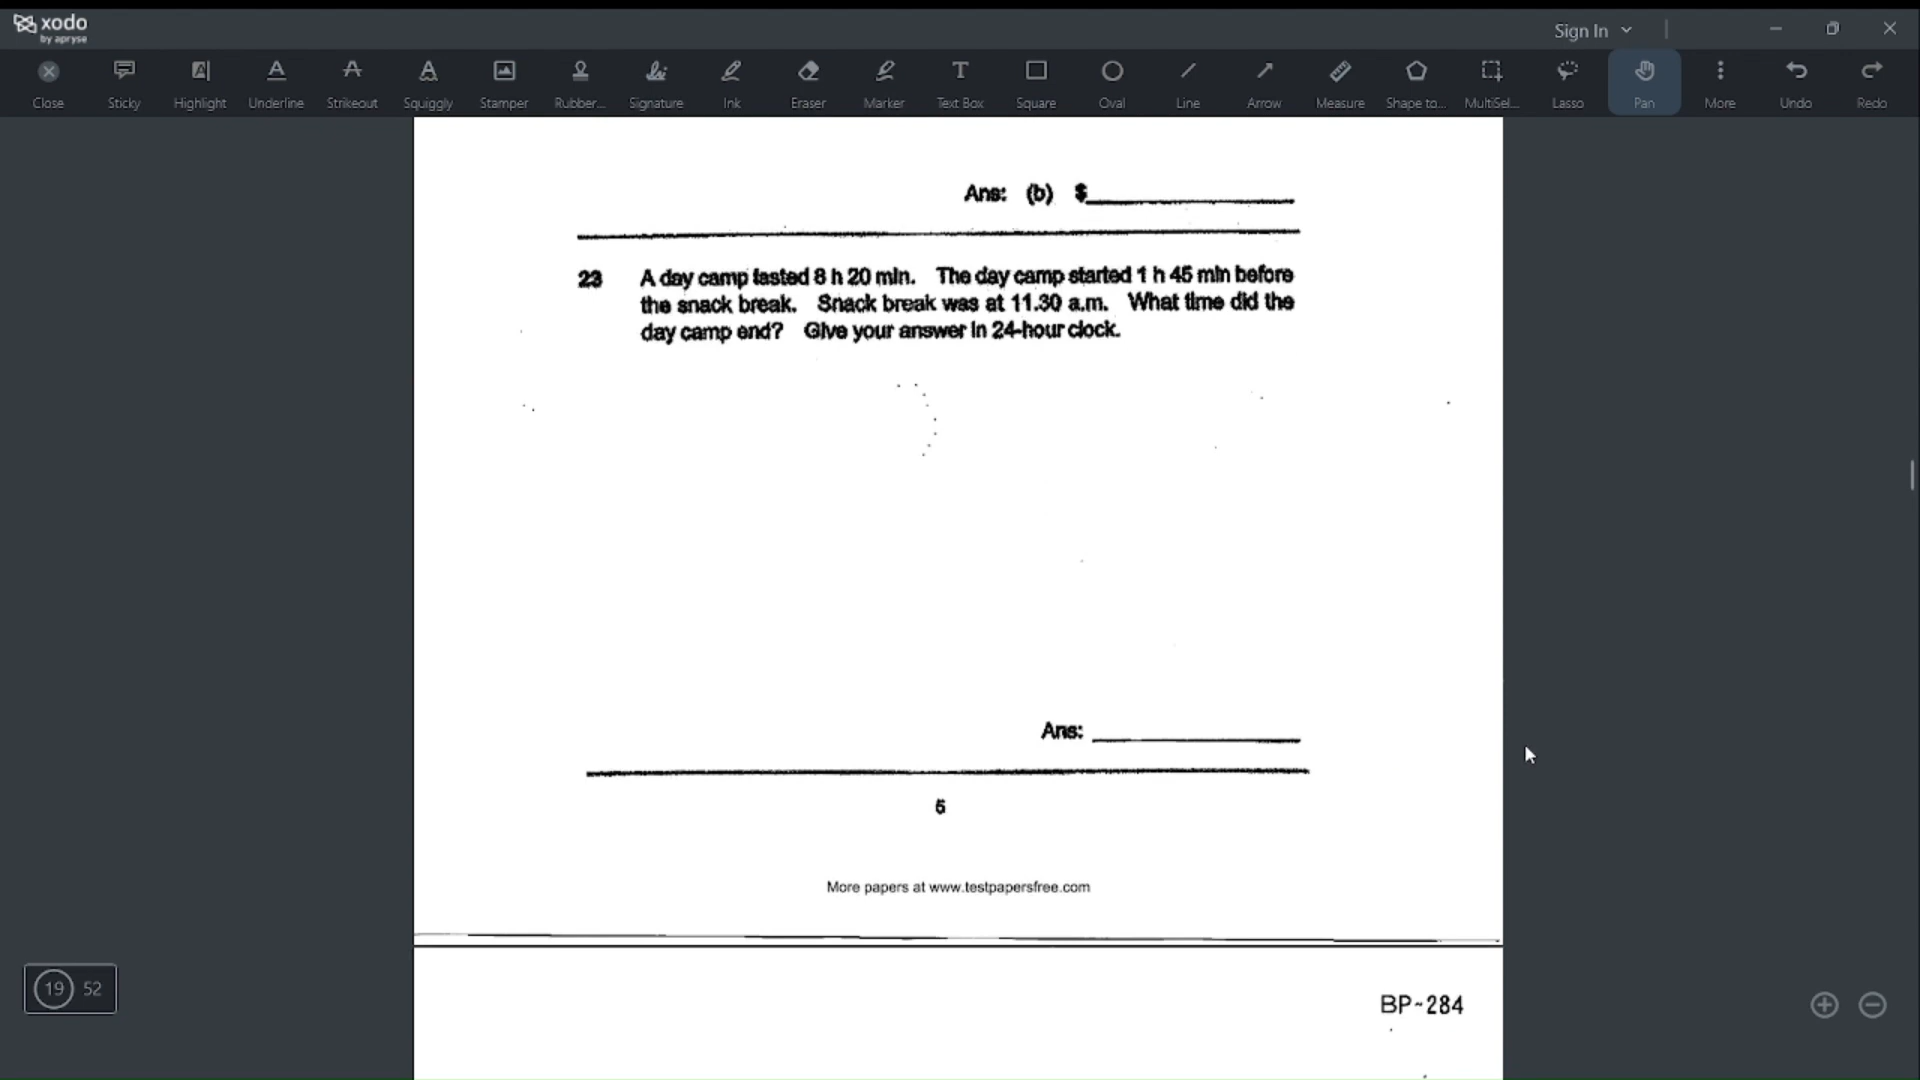 xodo
by apryse
Sign In
Close Sticky Highlight Underline Strikeout Squiggly Stamper Rubber... Signature Ink Eraser Marker Text Box Square Oval Line Arrow Measure Shape to... MultiSel... Lasso Pan More Undo Redo
Ans: (b) $
23 A day camp lasted 8 h 20 min. The day camp started 1 h 45 min before
the snack break. Snack break was at 11.30 a.m. What time did the
day camp end? Give your answer in 24-hour clock.
Ans:
5
More papers at www.testpapersfree.com
19 52
BP~284